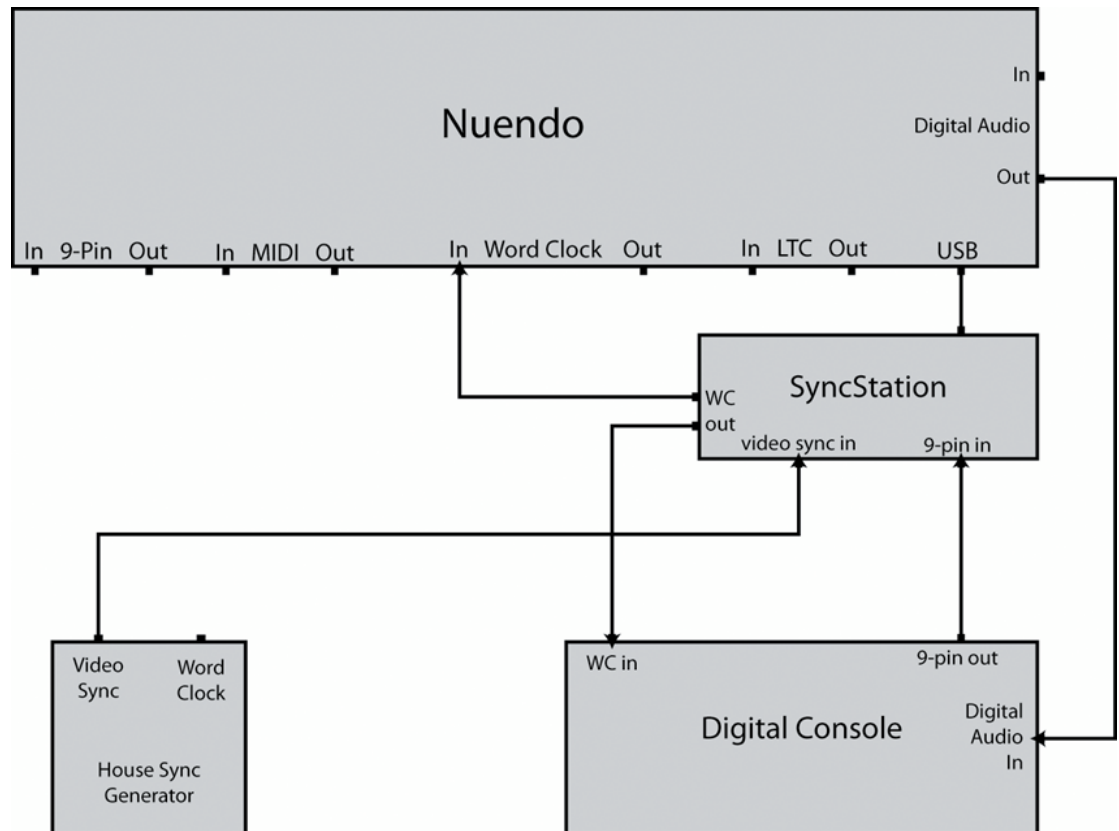 In
Nuendo
Digital Audio
Out
In 9-Pin Out In MIDI Out In Word Clock Out In LTC Out USB
SyncStation
WC
out
video sync in 9-pin in
Video
Sync
Word
Clock
House Sync
Generator
WC in
9-pin out
Digital Console
Digital
Audio
In